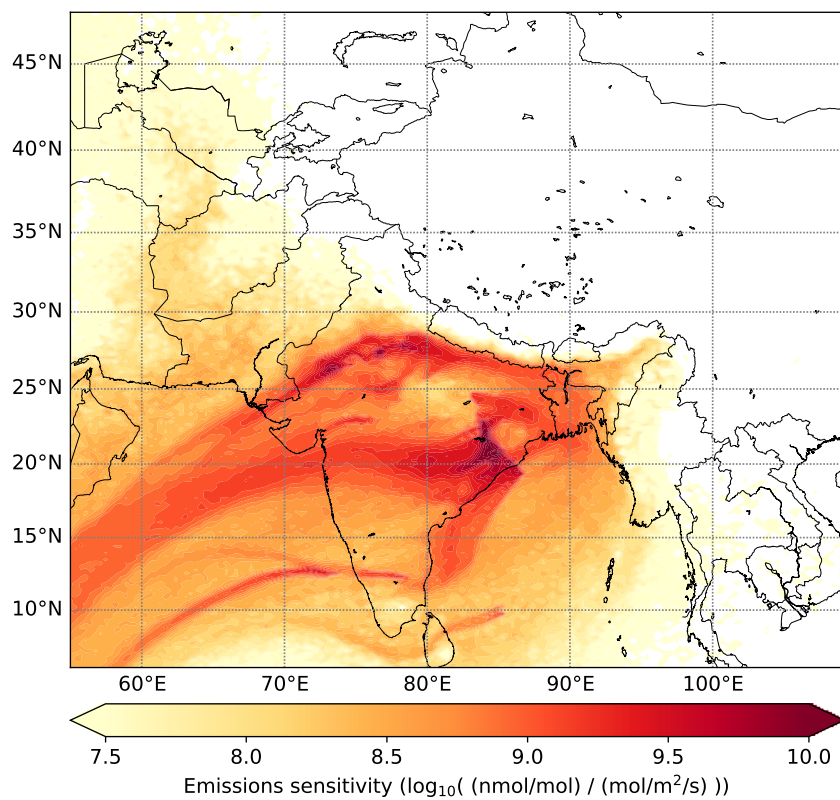 45°N
40°N
35°N
30°N
25°N
20°N
15°N
10°N
60°E 70°E 80°E 90°E 100°E
7.5 8.0 8.5 9.0 9.5 10.0
Emissions sensitivity (log₁₀( (nmol/mol) / (mol/m²/s) ))